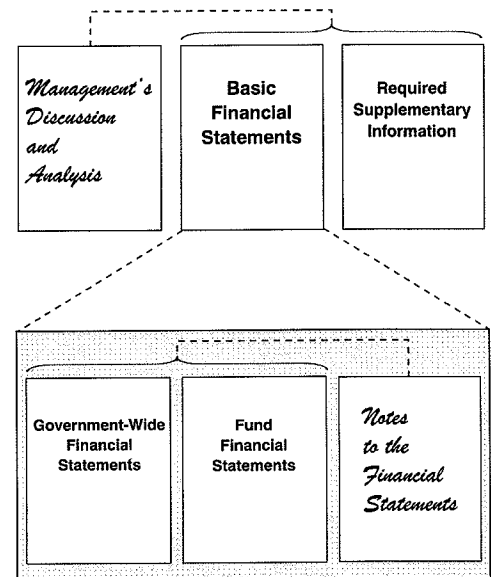 Management's
Discussion
and
Analysis
Basic
Financial
Statements
Required
Supplementary
Information
Government-Wide
Financial
Statements
Fund
Financial
Statements
Notes
to the
Financial
Statements